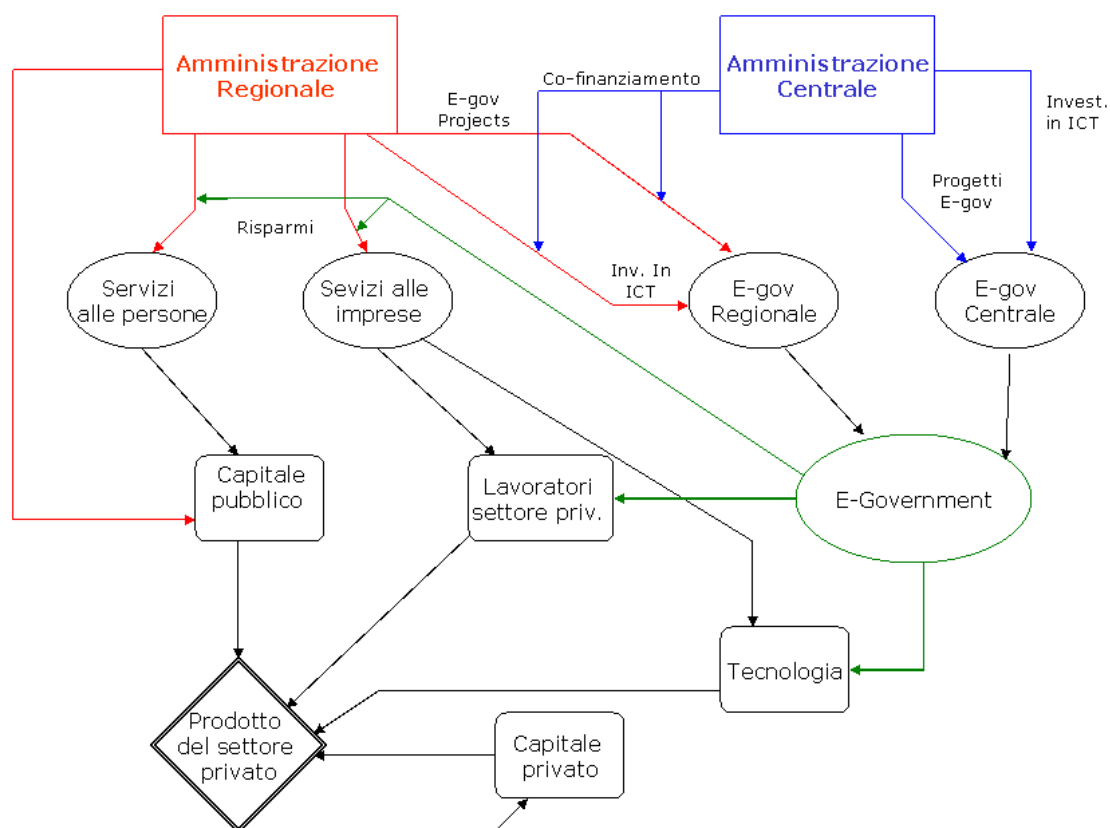 Amministrazione
Regionale
Amministrazione
Centrale
Co-finanziamento
E-gov
Projects
Invest.
in ICT
Progetti
E-gov
Risparmi
Inv. In
ICT
Servizi
alle persone
Sevizi alle
imprese
E-gov
Regionale
E-gov
Centrale
Capitale
pubblico
Lavoratori
settore priv.
E-Government
Tecnologia
Prodotto
del settore
privato
Capitale
privato